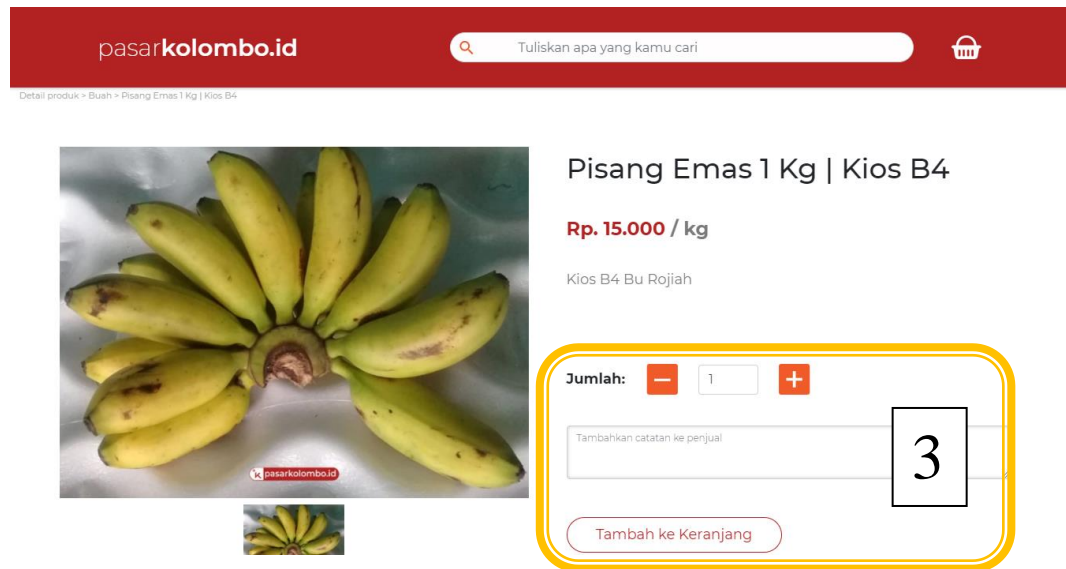 pasarkolombo.id
Tuliskan apa yang kamu cari
Detail produk > Buah > Pisang Emas 1 Kg | Kios B4
Pisang Emas 1 Kg | Kios B4
Rp. 15.000 / kg
Kios B4 Bu Rojiah
Jumlah:
1
Tambahkan catatan ke penjual
3
Tambah ke Keranjang
k pasarkolombo.id